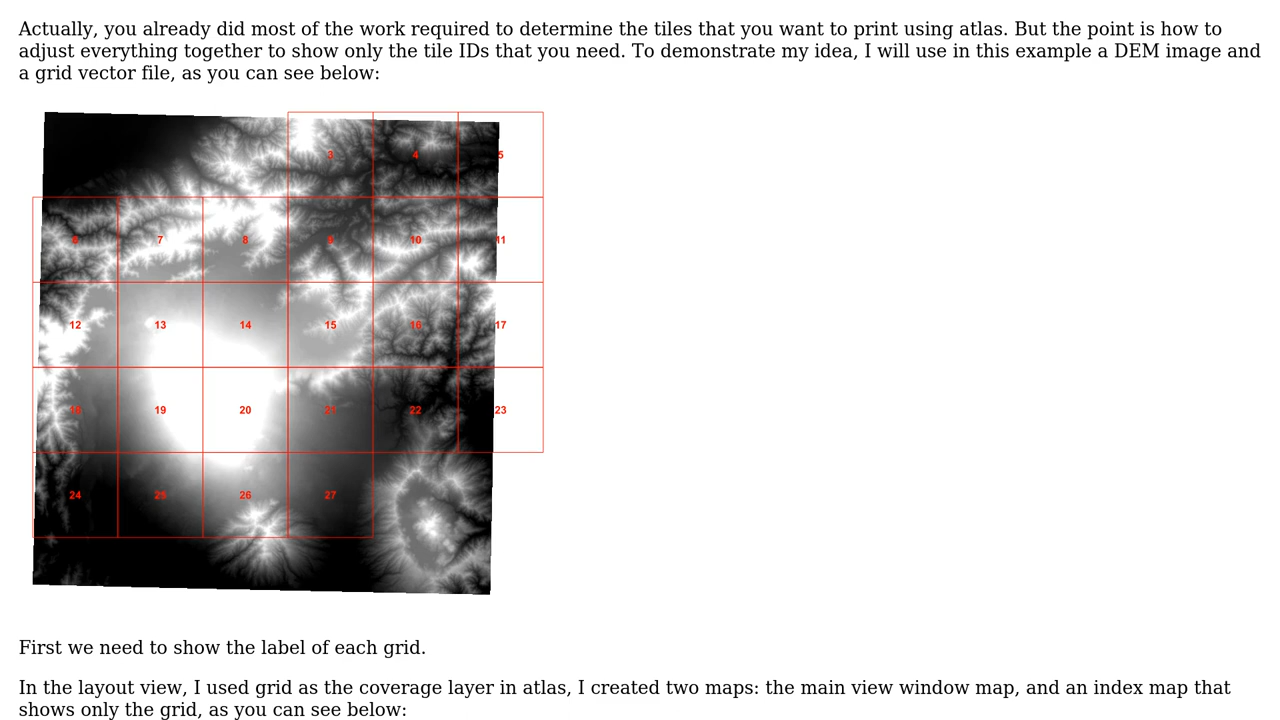 Actually, you already did most of the work required to determine the tiles that you want to print using atlas. But the point is how to
adjust everything together to show only the tile IDs that you need. To demonstrate my idea, I will use in this example a DEM image and
a grid vector file, as you can see below:
3 4 5
6 7 8 9 10 11
12 13 14 15 16 17
18 19 20 21 22 23
24 25 26 27
First we need to show the label of each grid.
In the layout view, I used grid as the coverage layer in atlas, I created two maps: the main view window map, and an index map that
shows only the grid, as you can see below: